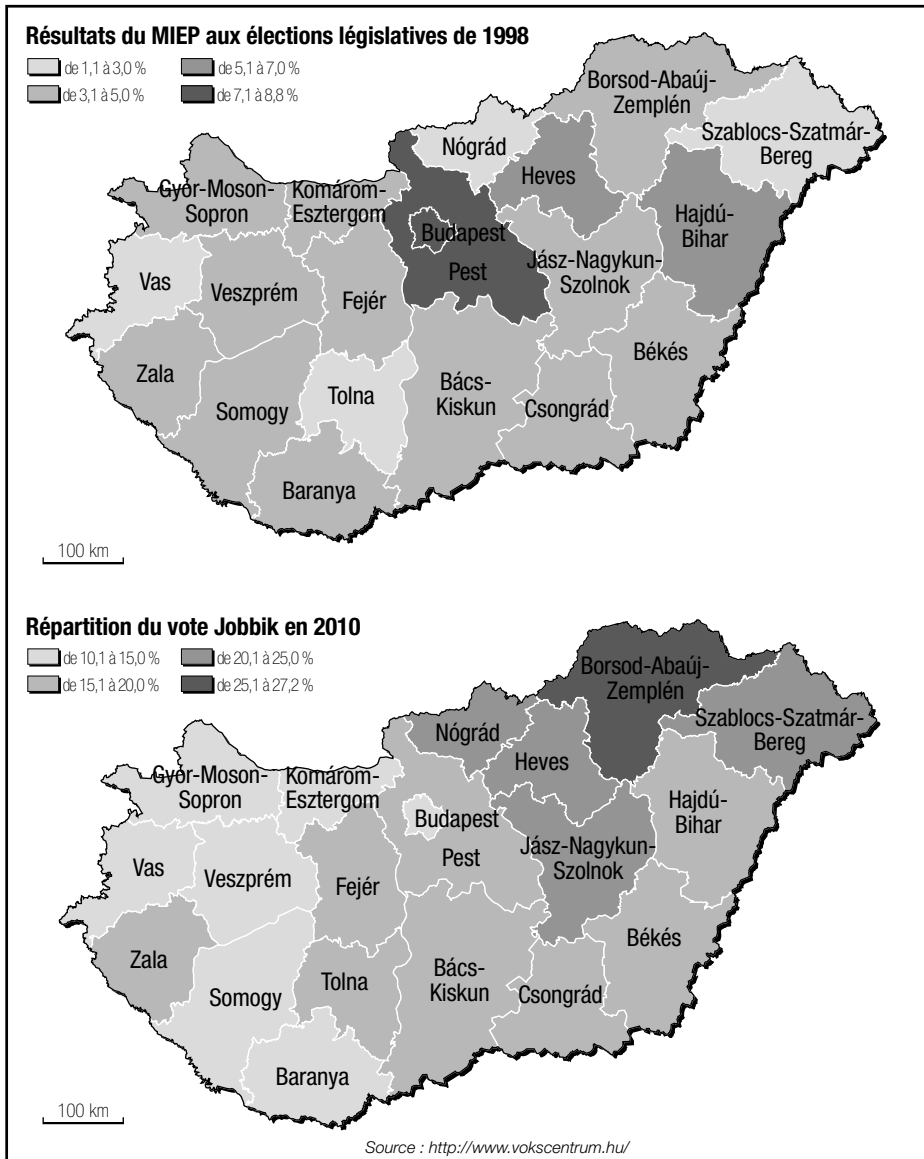 Résultats du MIEP aux élections législatives de 1998
de 1,1 à 3,0 % de 5,1 à 7,0 %
de 3,1 à 5,0 % de 7,1 à 8,8 %
Borsod-Abaúj-
Zemplén
Szablocs-Szatmár-
Bereg
Nógrád
Heves
Győr-Moson-
Sopron
Komárom-
Esztergom
Hajdú-
Bihar
Budapest
Pest
Jász-Nagykun-
Szolnok
Vas
Veszprém
Fejér
Békés
Zala
Somogy
Tolna
Bács-
Kiskun
Csongrád
Baranya
100 km
Répartition du vote Jobbik en 2010
de 10,1 à 15,0 % de 20,1 à 25,0 %
de 15,1 à 20,0 % de 25,1 à 27,2 %
Borsod-Abaúj-
Zemplén
Szablocs-Szatmár-
Bereg
Nógrád
Heves
Győr-Moson-
Sopron
Komárom-
Esztergom
Hajdú-
Bihar
Budapest
Pest
Jász-Nagykun-
Szolnok
Vas
Veszprém
Fejér
Békés
Zala
Somogy
Tolna
Bács-
Kiskun
Csongrád
Baranya
100 km
Source : http://www.vokscentrum.hu/